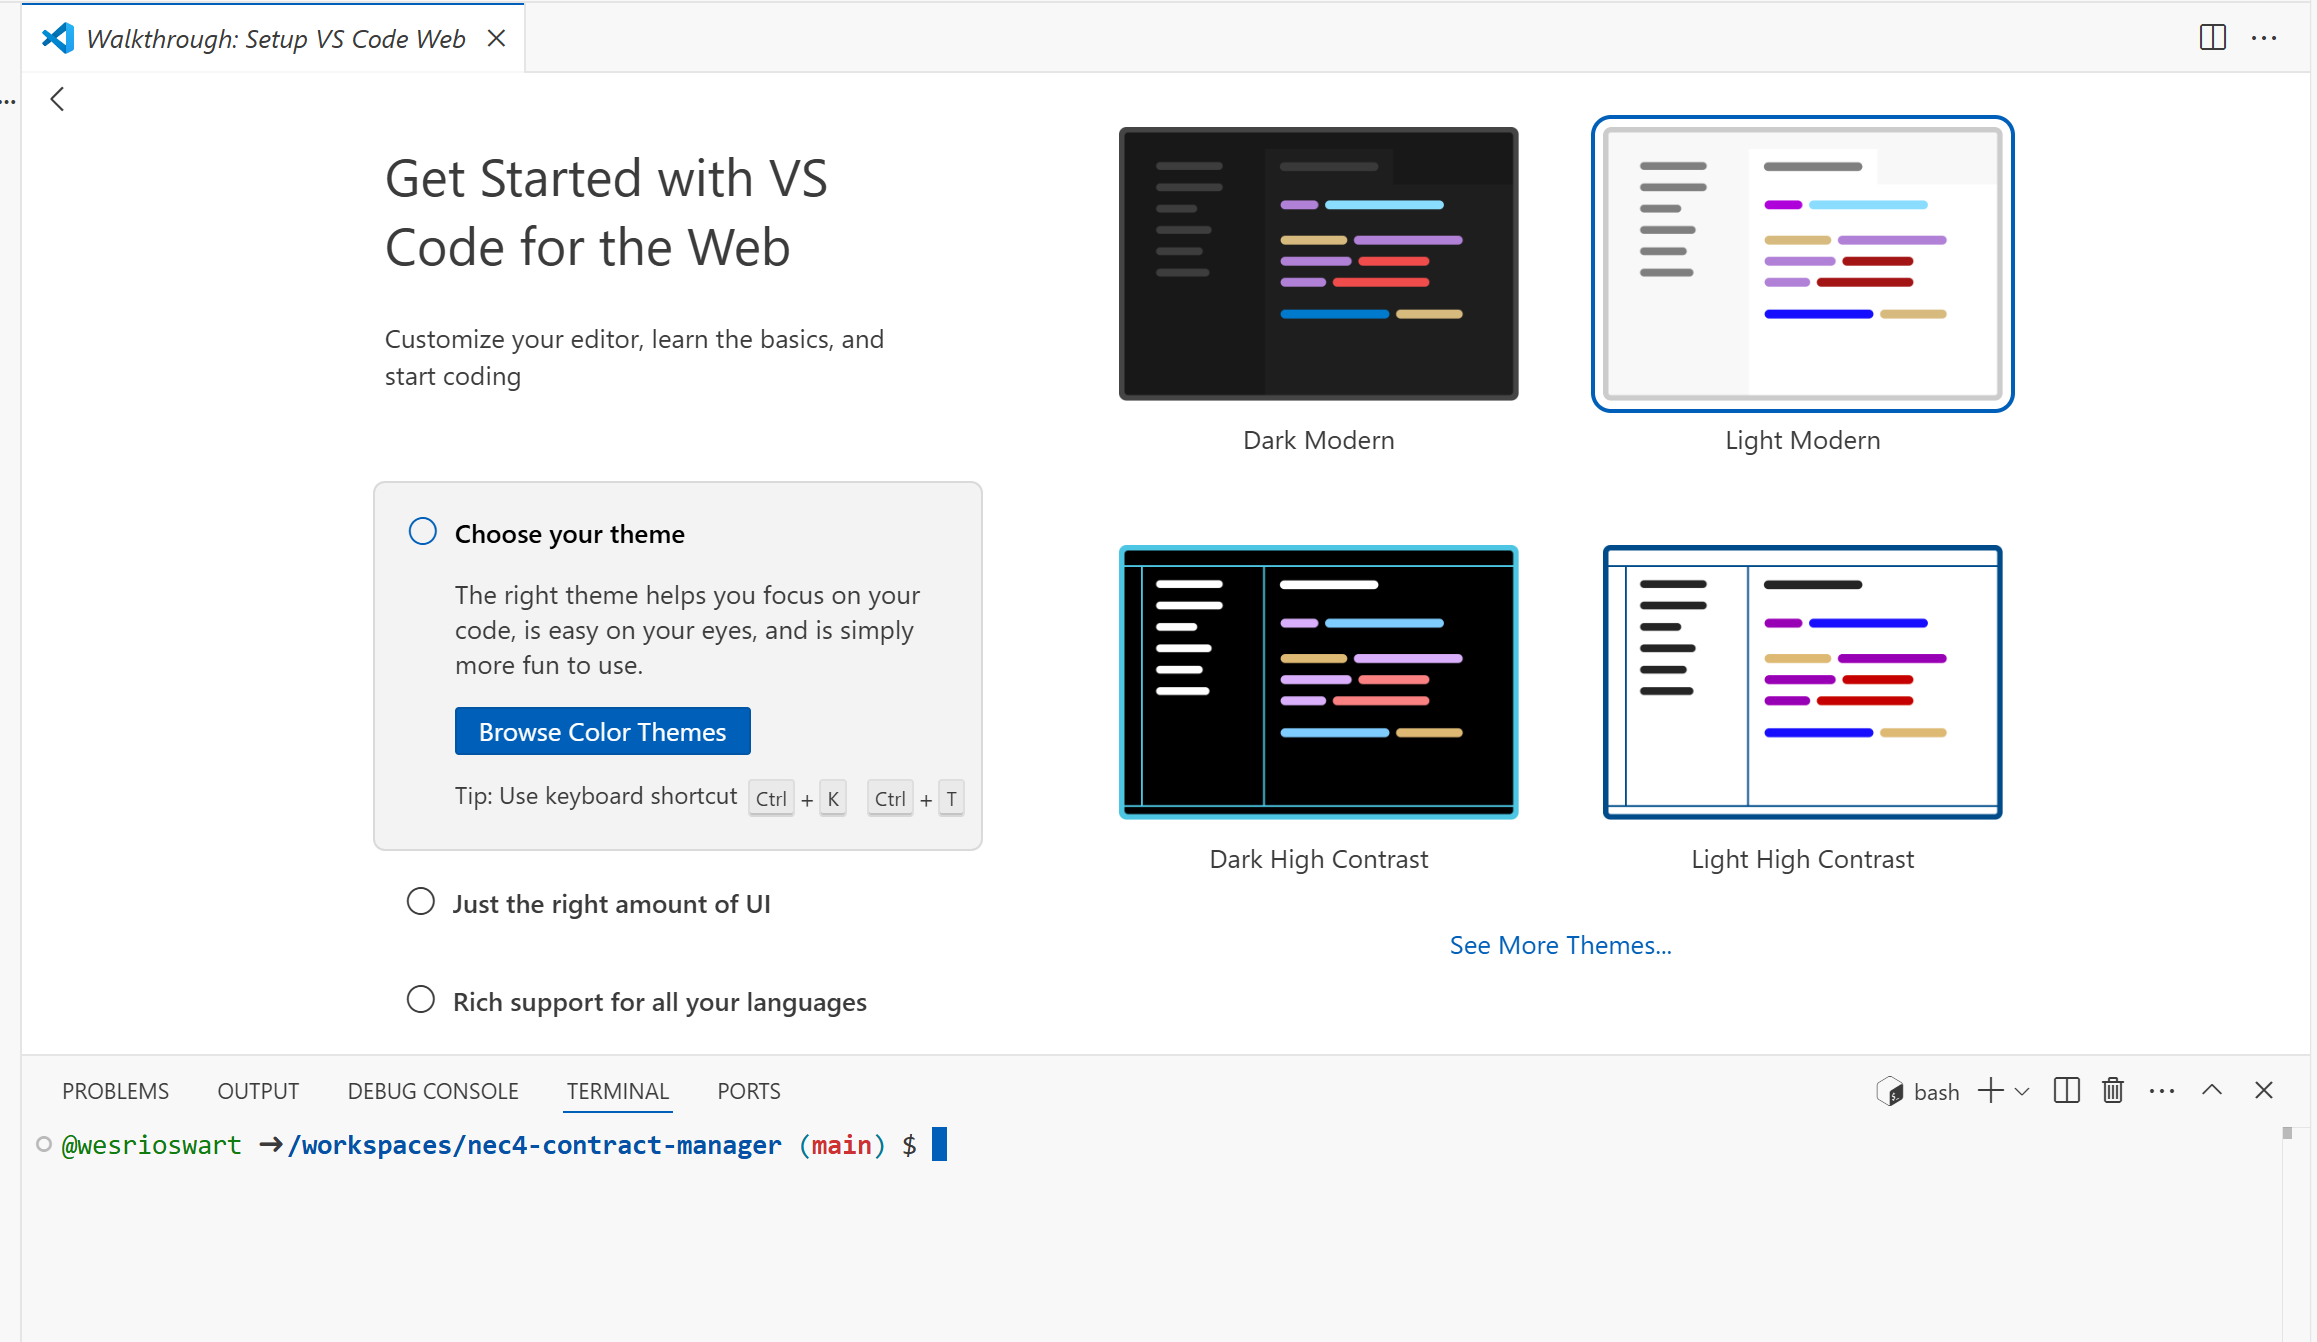 Walkthrough: Setup VS Code Web
Get Started with VS
Code for the Web
Customize your editor, learn the basics, and
start coding
Choose your theme
The right theme helps you focus on your
code, is easy on your eyes, and is simply
more fun to use.
Browse Color Themes
Tip: Use keyboard shortcut Ctrl + K Ctrl + T
Just the right amount of UI
Rich support for all your languages
Dark Modern
Light Modern
Dark High Contrast
Light High Contrast
See More Themes...
PROBLEMS OUTPUT DEBUG CONSOLE TERMINAL PORTS
bash
@wesrioswart ➜/workspaces/nec4-contract-manager (main) $